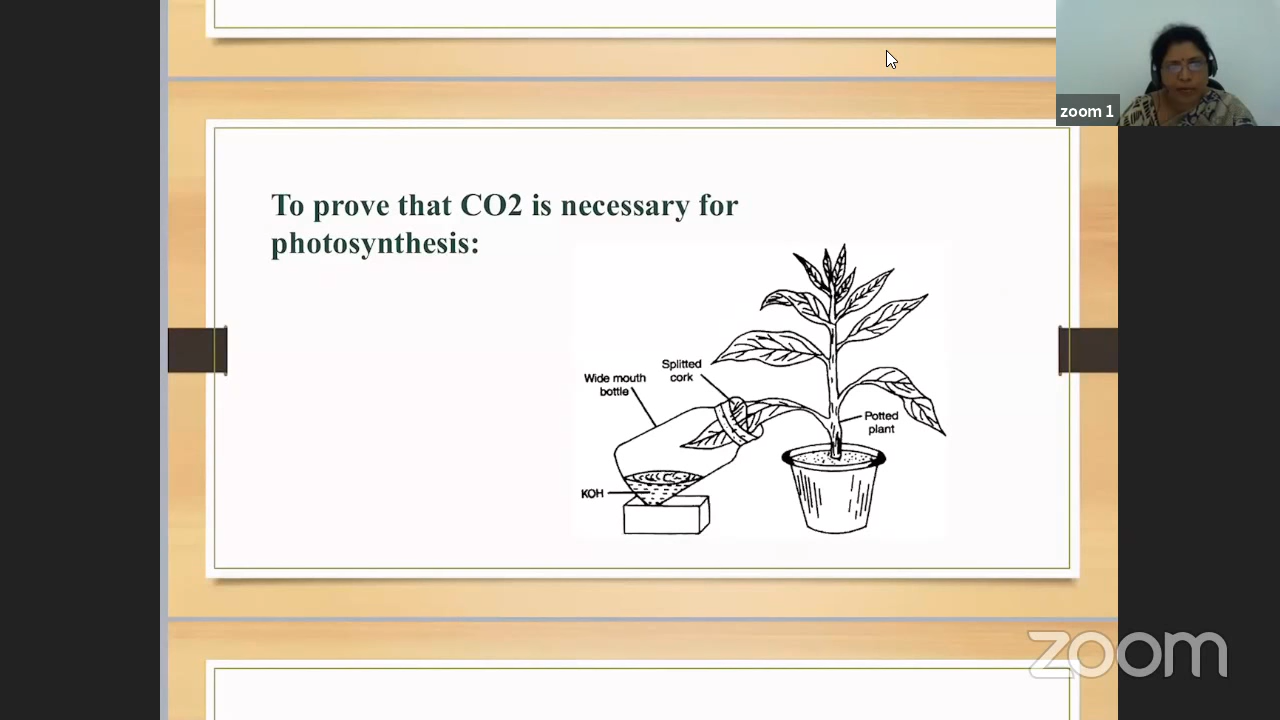 zoom 1
To prove that CO2 is necessary for
photosynthesis:
Splitted
cork
Wide mouth
bottle
Potted
plant
KOH
zoom